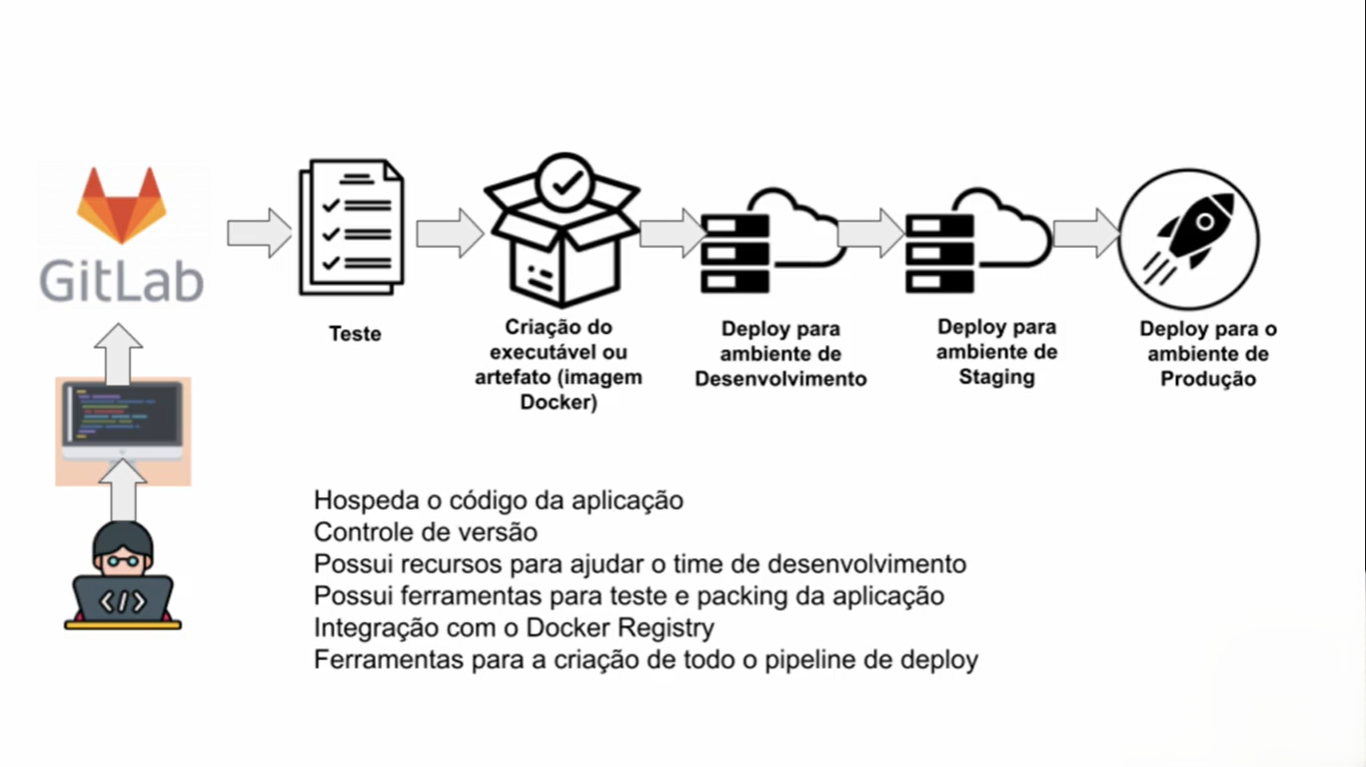 GitLab
Teste
Criação do
executável ou
artefato (imagem
Docker)
Deploy para
ambiente de
Desenvolvimento
Deploy para
ambiente de
Staging
Deploy para o
ambiente de
Produção
</>
Hospeda o código da aplicação
Controle de versão
Possui recursos para ajudar o time de desenvolvimento
Possui ferramentas para teste e packing da aplicação
Integração com o Docker Registry
Ferramentas para a criação de todo o pipeline de deploy